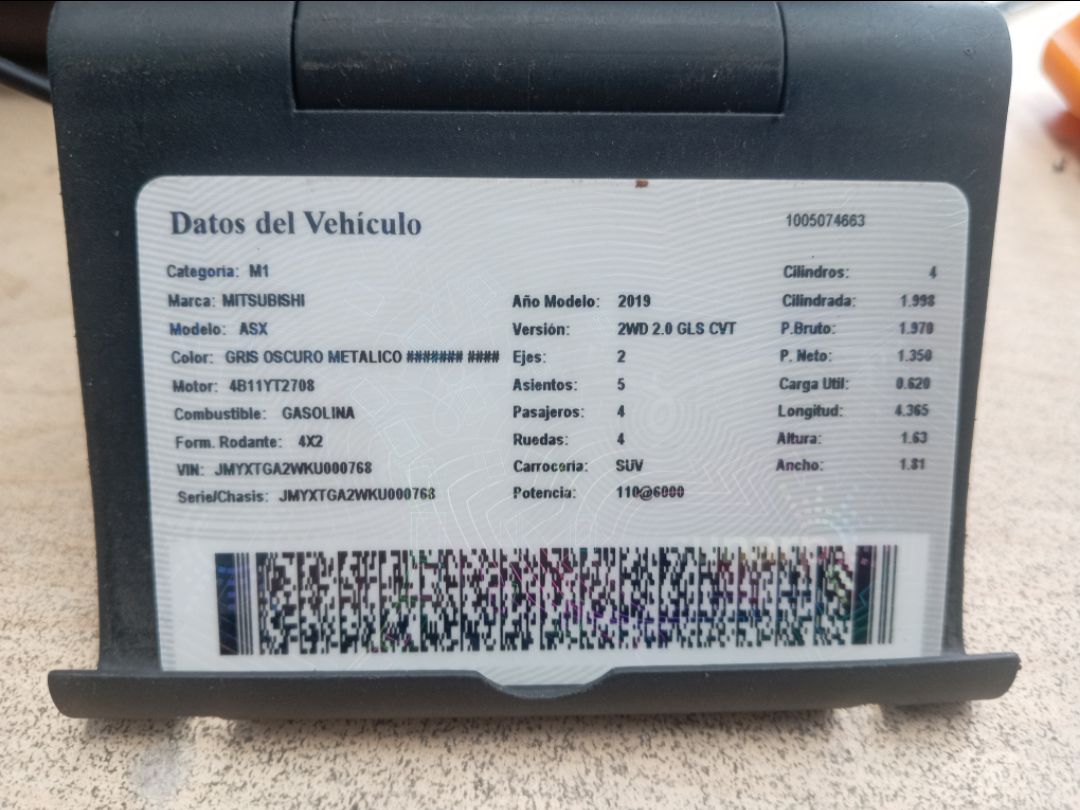 Datos del Vehículo 1005074663
Categoría: M1 Cilindros: 4
Marca: MITSUBISHI Año Modelo: 2019 Cilindrada: 1.998
Modelo: ASX Versión: 2WD 2.0 GLS CVT P.Bruto: 1.970
Color: GRIS OSCURO METALICO ####### #### Ejes: 2 P. Neto: 1.350
Motor: 4B11YT2708 Asientos: 5 Carga Util: 0.620
Combustible: GASOLINA Pasajeros: 4 Longitud: 4.365
Form. Rodante: 4X2 Ruedas: 4 Altura: 1.63
VIN: JMYXTGA2WKU000768 Carrocería: SUV Ancho: 1.81
Serie/Chasis: JMYXTGA2WKU000768 Potencia: 110@6000
sunarp